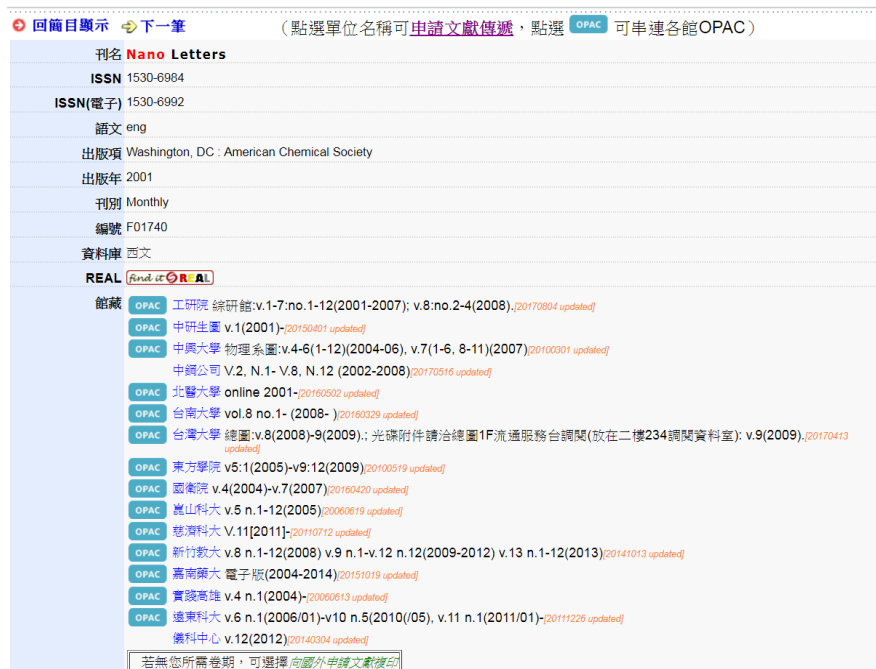 回簡目顯示 下一筆 (點選單位名稱可申請文獻傳遞,點選 OPAC 可串連各館OPAC)
刊名 Nano Letters
ISSN 1530-6984
ISSN(電子) 1530-6992
語文 eng
出版項 Washington, DC : American Chemical Society
出版年 2001
刊別 Monthly
編號 F01740
資料庫 西文
REAL find it @ REAL
館藏 OPAC 工研院 綜研館:v.1-7:no.1-12(2001-2007); v.8:no.2-4(2008).[20170804 updated]
OPAC 中研生圖 v.1(2001)-[20150401 updated]
OPAC 中興大學 物理系圖:v.4-6(1-12)(2004-06), v.7(1-6, 8-11)(2007)[20100301 updated]
中鋼公司 V.2, N.1- V.8, N.12 (2002-2008)[20170516 updated]
OPAC 北醫大學 online 2001-[20160502 updated]
OPAC 台南大學 vol.8 no.1- (2008- )[20160329 updated]
OPAC 台灣大學 總圖:v.8(2008)-9(2009).; 光碟附件請洽總圖1F流通服務台調閱(放在二樓234調閱資料室): v.9(2009).[20170413
updated]
OPAC 東方學院 v5:1(2005)-v9:12(2009)[20100519 updated]
OPAC 國衛院 v.4(2004)-v.7(2007)[20160420 updated]
OPAC 崑山科大 v.5 n.1-12(2005)[20060619 updated]
OPAC 慈濟科大 V.11[2011]-[20110712 updated]
OPAC 新竹教大 v.8 n.1-12(2008) v.9 n.1-v.12 n.12(2009-2012) v.13 n.1-12(2013)[20141013 updated]
OPAC 嘉南藥大 電子版(2004-2014)[20151019 updated]
OPAC 實踐高雄 v.4 n.1(2004)-[20060613 updated]
OPAC 遠東科大 v.6 n.1(2006/01)-v10 n.5(2010(/05), v.11 n.1(2011/01)-[20111226 updated]
儀科中心 v.12(2012)[20140304 updated]
若無您所需卷期,可選擇向國外申請文獻複印